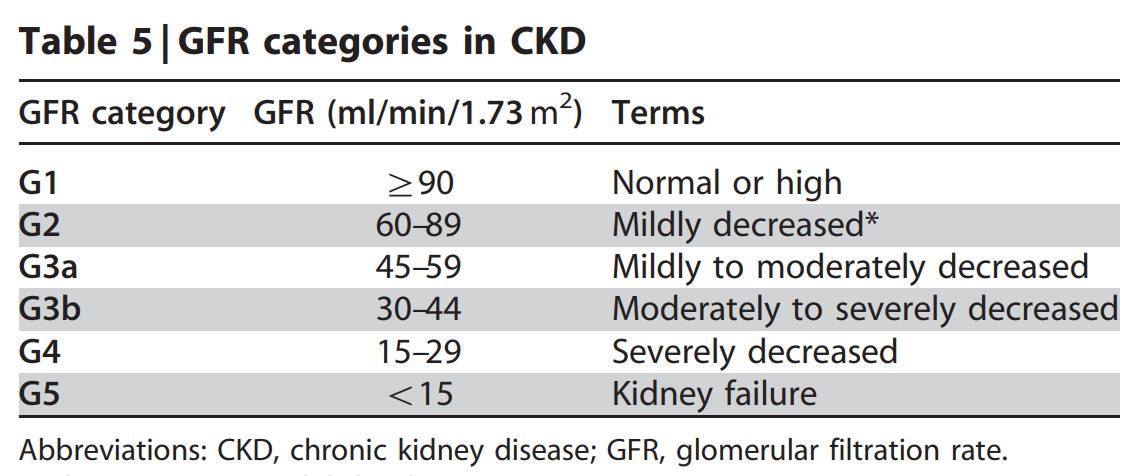 Table 5 | GFR categories in CKD
GFR category GFR (ml/min/1.73 m²) Terms
G1 ≥90 Normal or high
G2 60–89 Mildly decreased*
G3a 45–59 Mildly to moderately decreased
G3b 30–44 Moderately to severely decreased
G4 15–29 Severely decreased
G5 <15 Kidney failure
Abbreviations: CKD, chronic kidney disease; GFR, glomerular filtration rate.